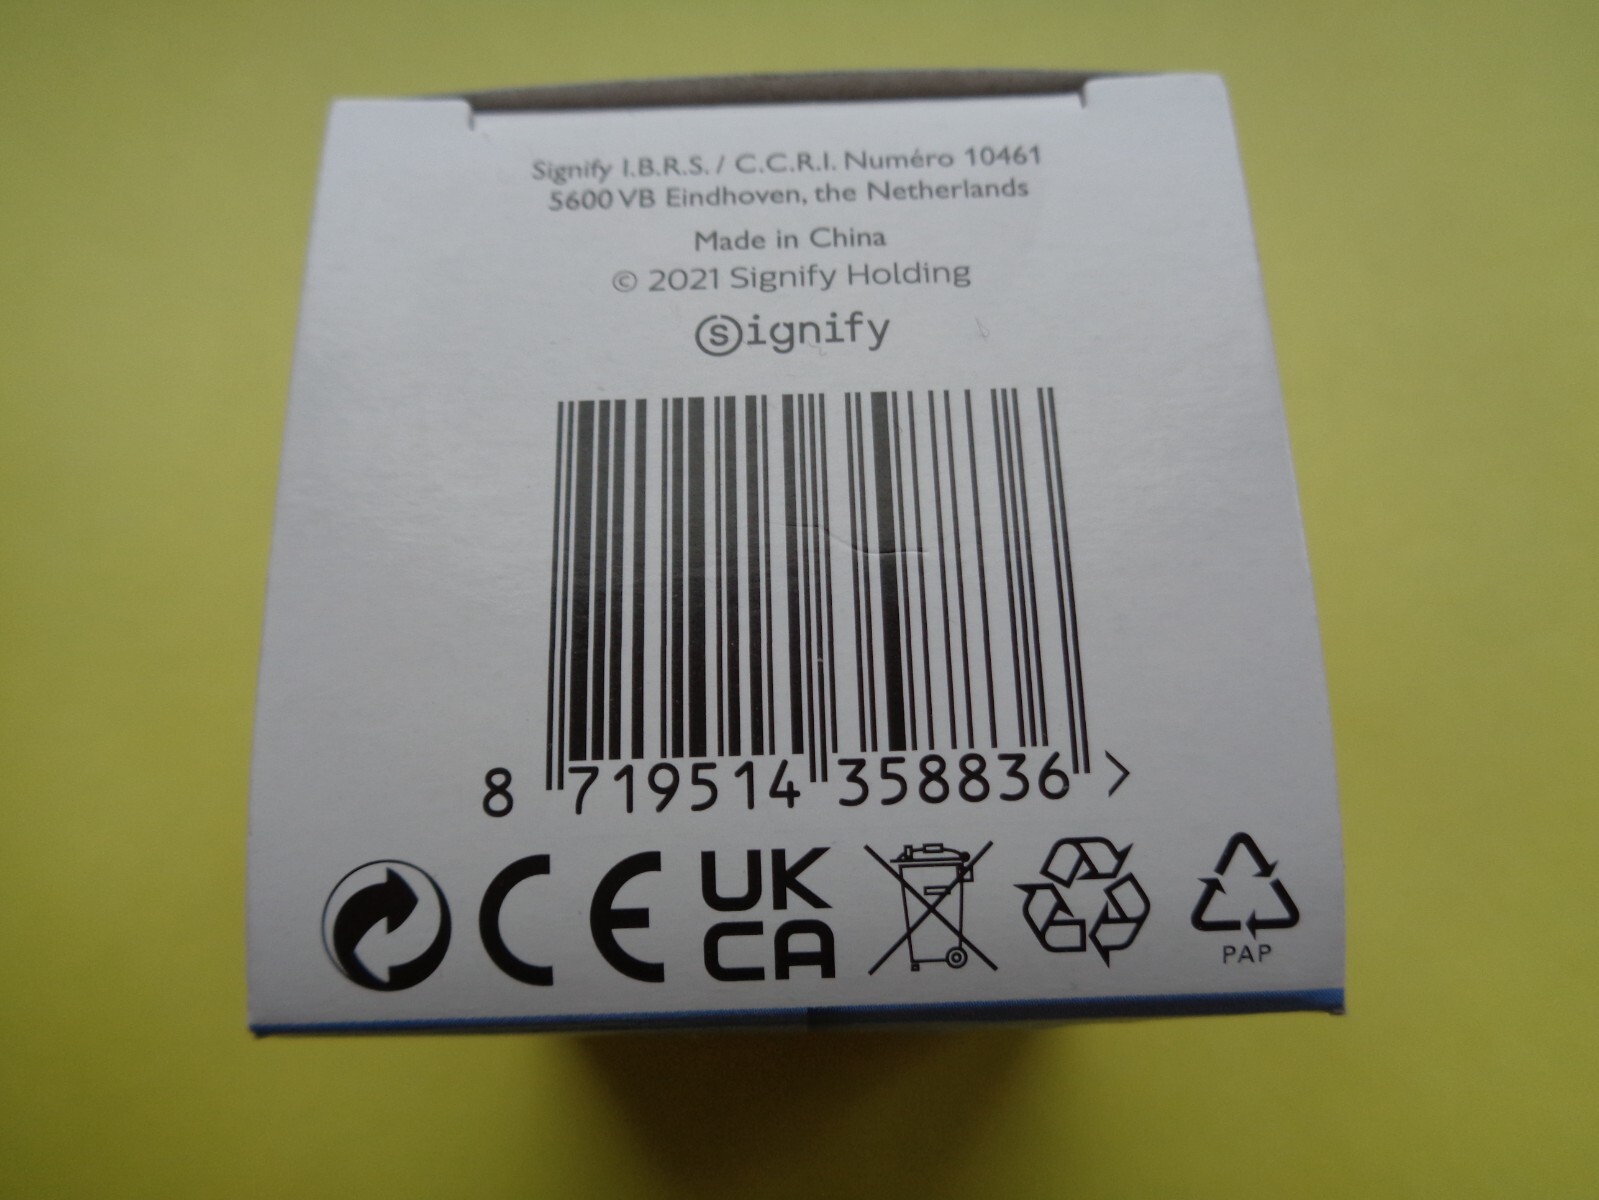 Signify I.B.R.S. / C.C.R.I. Numéro 10461
5600 VB Eindhoven, the Netherlands
Made in China
© 2021 Signify Holding
signify
8 719514 358836 >
CE UK CA
PAP